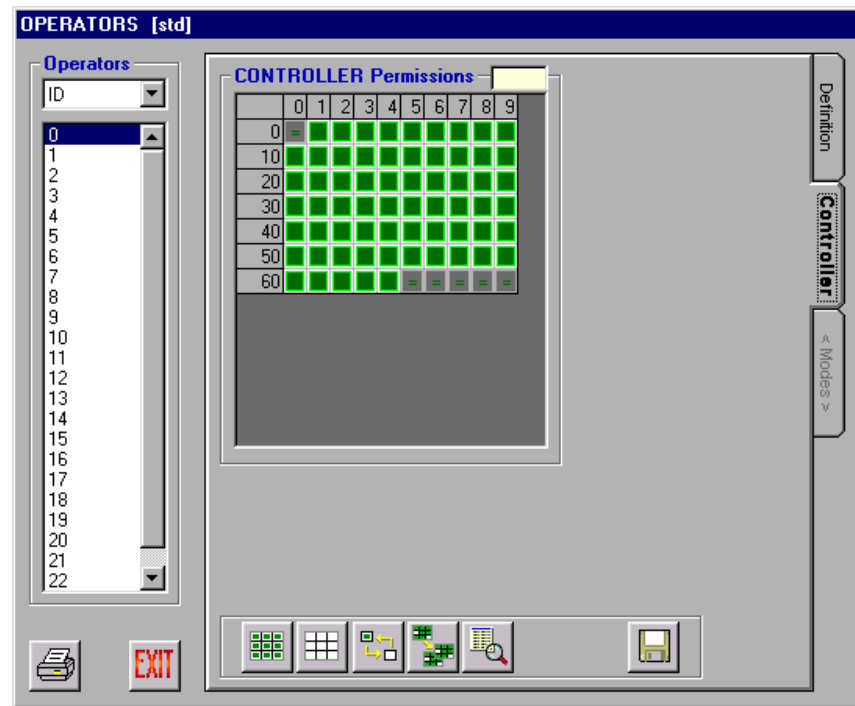 OPERATORS [std]
Operators
ID
0
1
2
3
4
5
6
7
8
9
10
11
12
13
14
15
16
17
18
19
20
21
22
EXIT
CONTROLLER Permissions
0 1 2 3 4 5 6 7 8 9
0 =
10
20
30
40
50
60 = = = = =
Definition
Controller
< Modes >